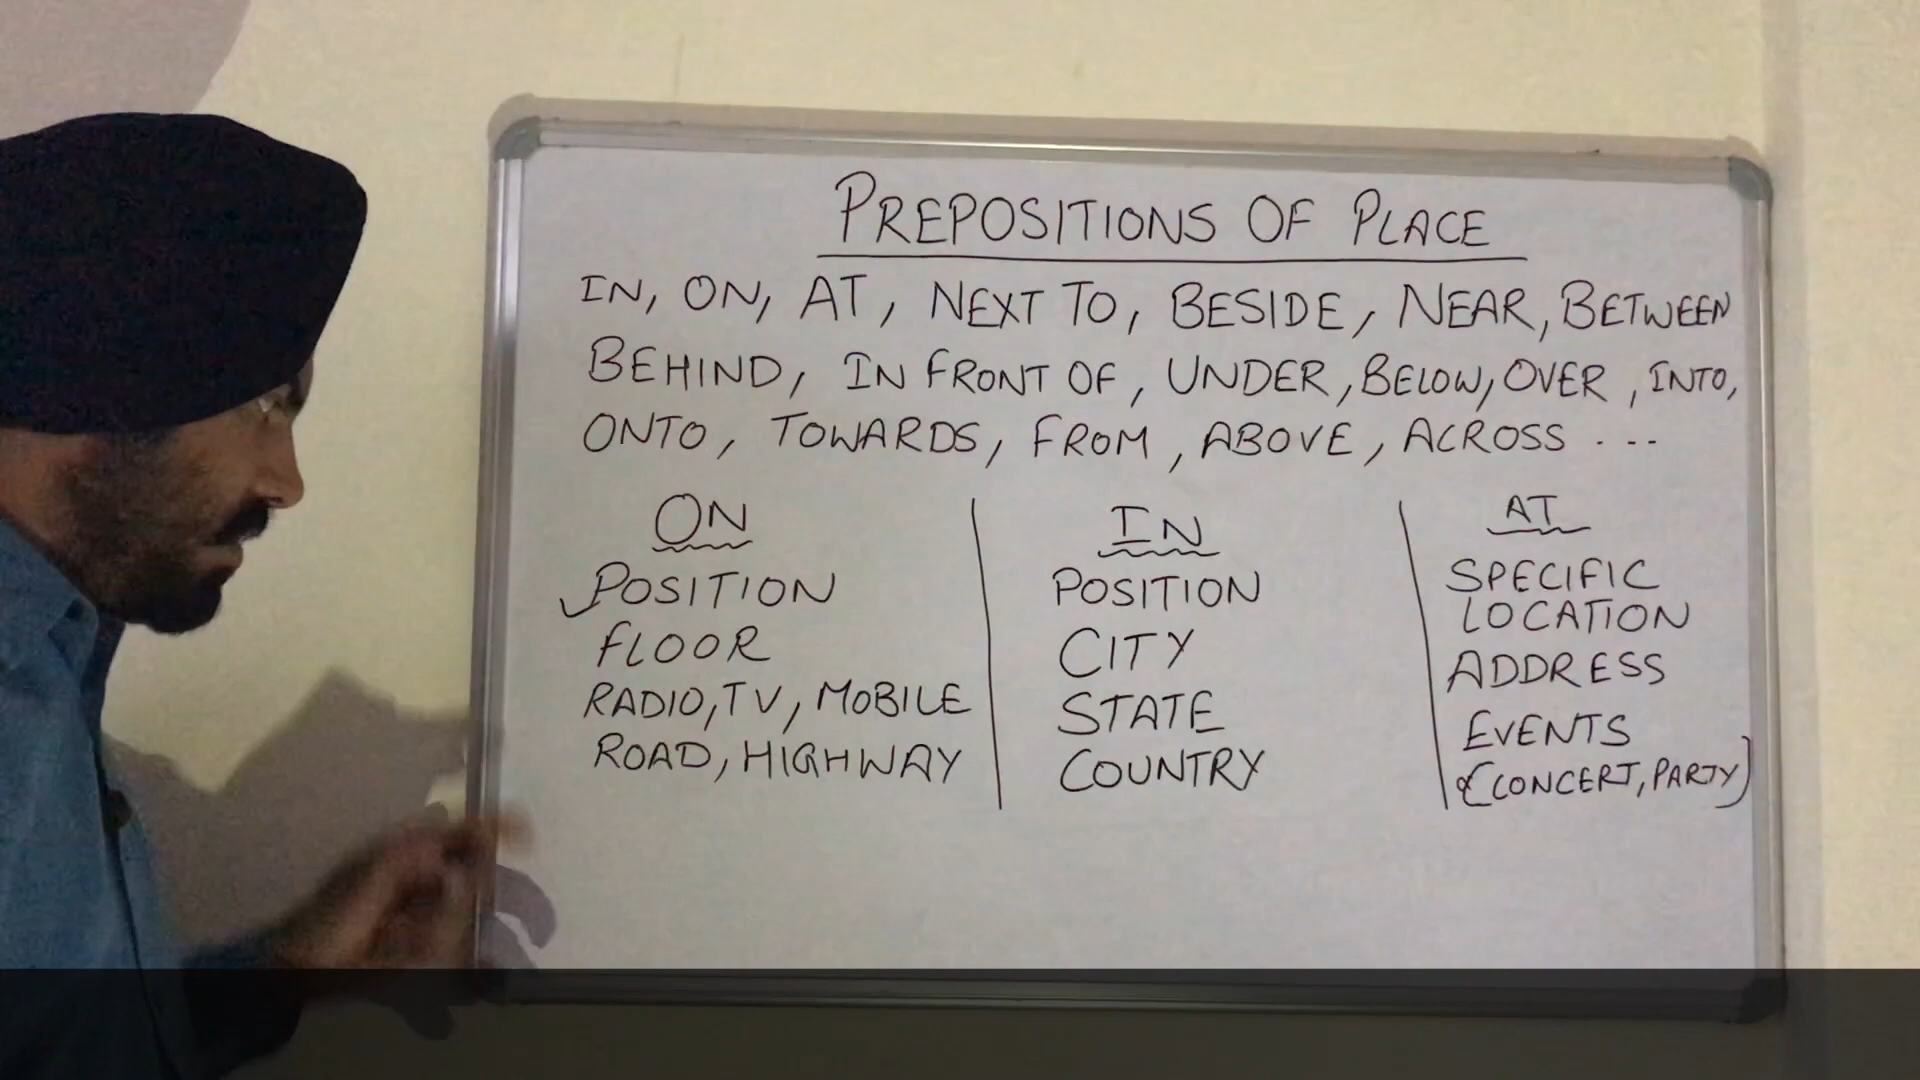 PREPOSITIONS OF PLACE
IN, ON, AT, NEXT TO, BESIDE, NEAR, BETWEEN
BEHIND, IN FRONT OF, UNDER, BELOW, OVER, INTO,
ONTO, TOWARDS, FROM, ABOVE, ACROSS ...
ON
POSITION
FLOOR
RADIO, TV, MOBILE
ROAD, HIGHWAY
IN
POSITION
CITY
STATE
COUNTRY
AT
SPECIFIC
LOCATION
ADDRESS
EVENTS
(CONCERT, PARTY)